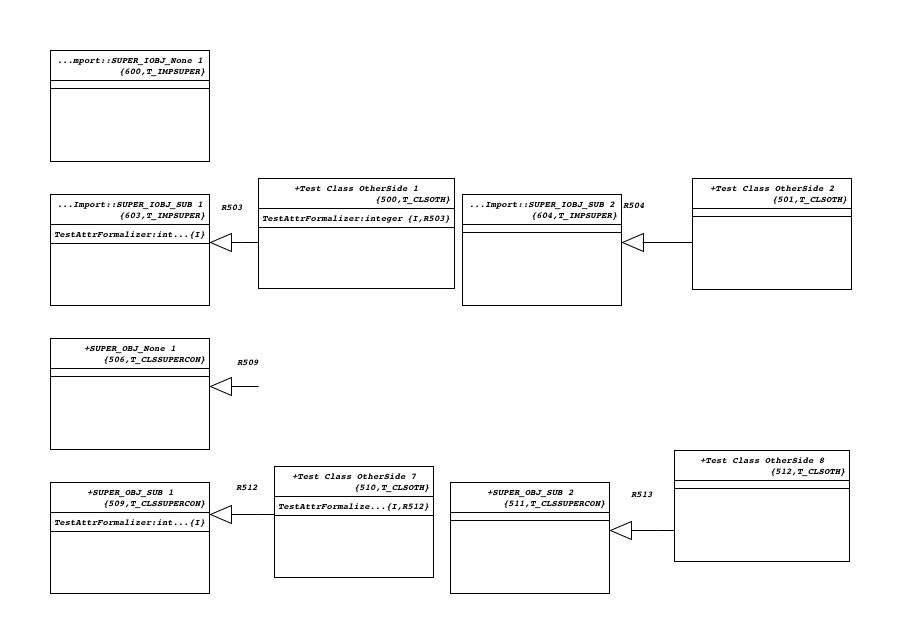 ...mport::SUPER_IOBJ_None 1
{600,T_IMPSUPER}
...Import::SUPER_IOBJ_SUB 1
{603,T_IMPSUPER}
TestAttrFormalizer:int...{I}
R503
+Test Class OtherSide 1
{500,T_CLSOTH}
TestAttrFormalizer:integer {I,R503}
...Import::SUPER_IOBJ_SUB 2
{604,T_IMPSUPER}
R504
+Test Class OtherSide 2
{501,T_CLSOTH}
+SUPER_OBJ_None 1
{506,T_CLSSUPERCON}
R509
+SUPER_OBJ_SUB 1
{509,T_CLSSUPERCON}
TestAttrFormalizer:int...{I}
R512
+Test Class OtherSide 7
{510,T_CLSOTH}
TestAttrFormalize...{I,R512}
+SUPER_OBJ_SUB 2
{511,T_CLSSUPERCON}
R513
+Test Class OtherSide 8
{512,T_CLSOTH}